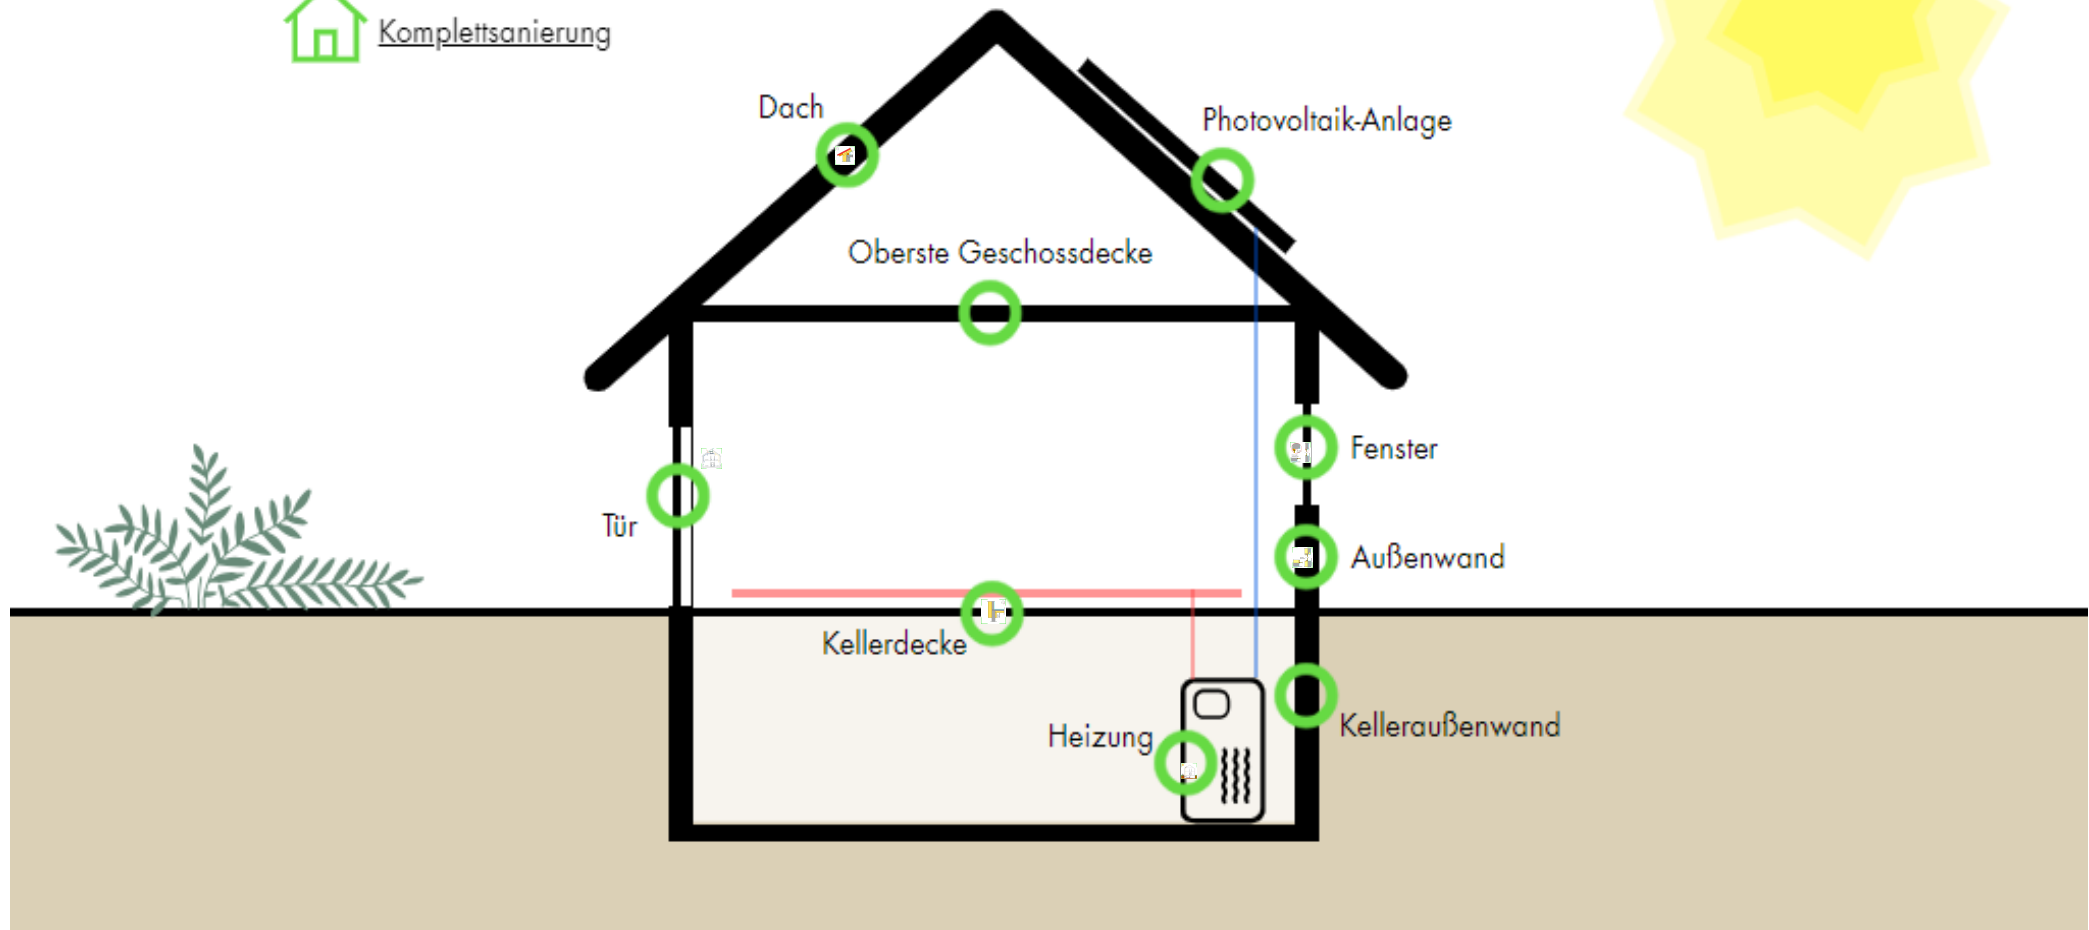 Komplettsanierung
Dach
Photovoltaik-Anlage
Oberste Geschossdecke
Fenster
Tür
Außenwand
Kellerdecke
Kelleraußenwand
Heizung